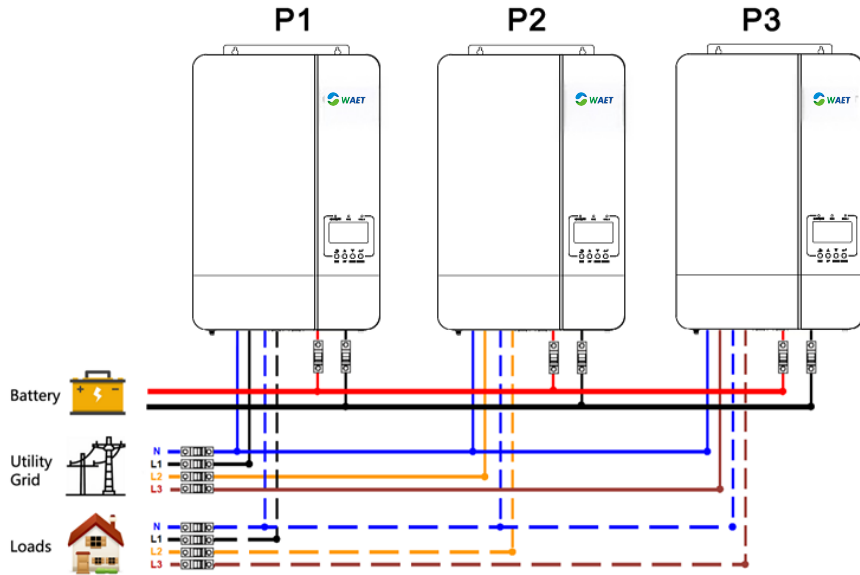 P1
P2
P3
WAET
WAET
WAET
Battery
+ -
Utility
Grid
N
L1
L2
L3
Loads
N
L1
L2
L3